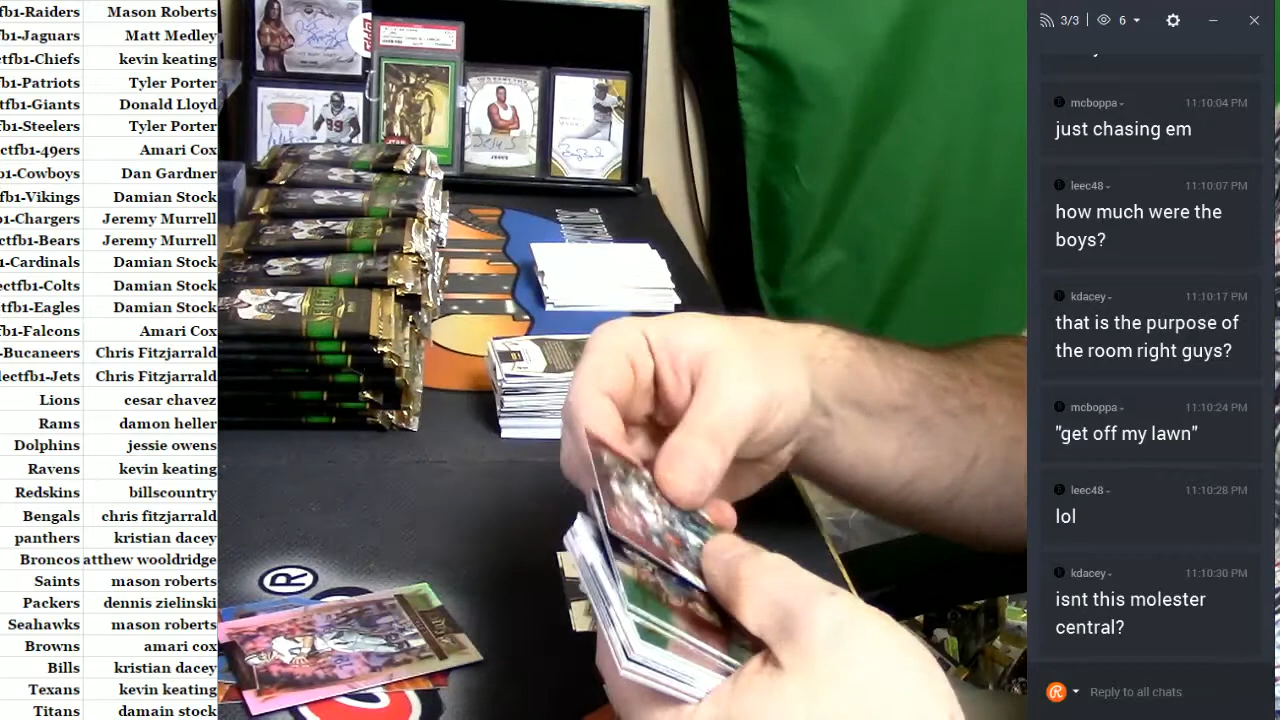 fb1-Raiders Mason Roberts
fb1-Jaguars Matt Medley
ctfb1-Chiefs kevin keating
fb1-Patriots Tyler Porter
tfb1-Giants Donald Lloyd
fb1-Steelers Tyler Porter
ctfb1-49ers Amari Cox
b1-Cowboys Dan Gardner
fb1-Vikings Damian Stock
b1-Chargers Jeremy Murrell
ctfb1-Bears Jeremy Murrell
1-Cardinals Damian Stock
ectfb1-Colts Damian Stock
tfb1-Eagles Damian Stock
fb1-Falcons Amari Cox
-Bucaneers Chris Fitzjarrald
lectfb1-Jets Chris Fitzjarrald
Lions cesar chavez
Rams damon heller
Dolphins jessie owens
Ravens kevin keating
Redskins billscountry
Bengals chris fitzjarrald
panthers kristian dacey
Broncos atthew wooldridge
Saints mason roberts
Packers dennis zielinski
Seahawks mason roberts
Browns amari cox
Bills kristian dacey
Texans kevin keating
Titans damain stock
99
STAR
®
3/3 6
mcboppa 11:10:04 PM
just chasing em
leec48 11:10:07 PM
how much were the
boys?
kdacey 11:10:17 PM
that is the purpose of
the room right guys?
mcboppa 11:10:24 PM
"get off my lawn"
leec48 11:10:28 PM
lol
kdacey 11:10:30 PM
isnt this molester
central?
Reply to all chats